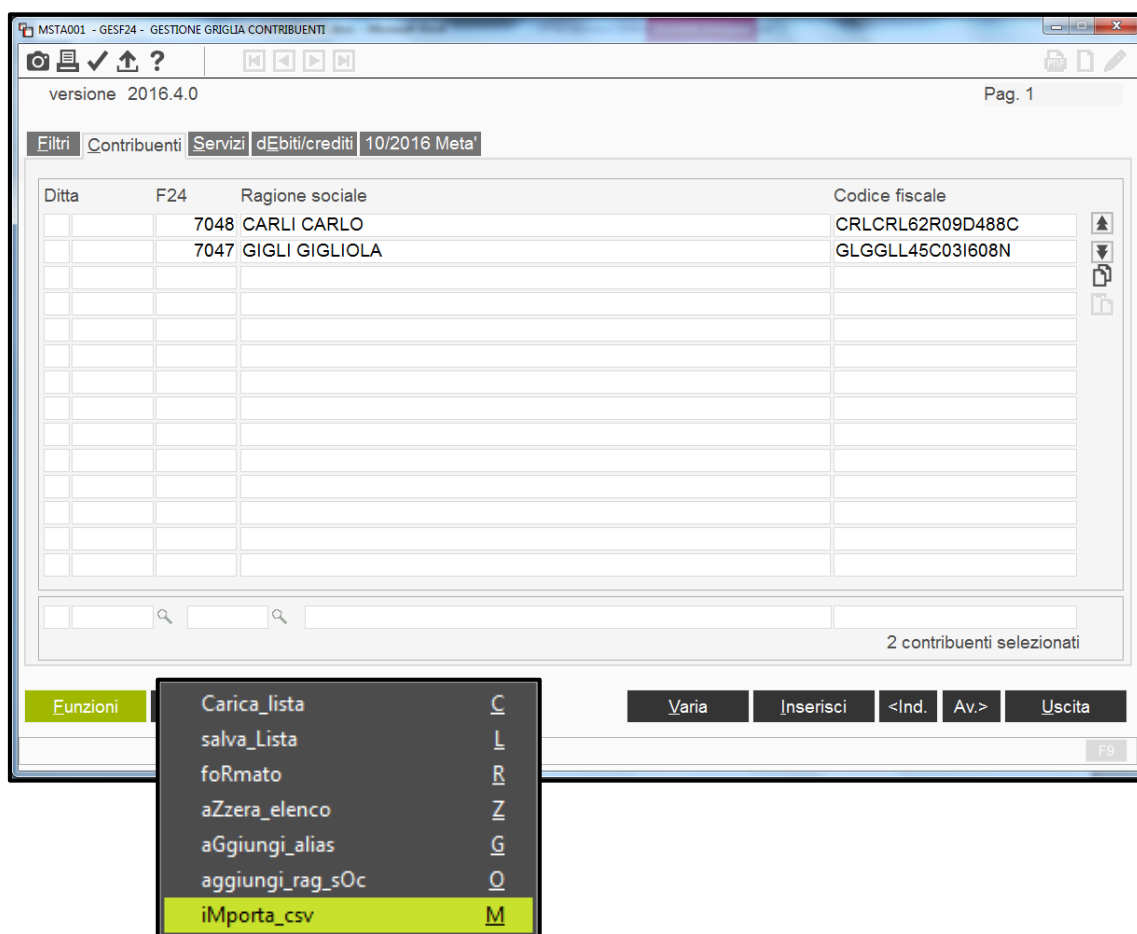 MSTA001 - GESF24 - GESTIONE GRIGLIA CONTRIBUENTI
PDF
versione 2016.4.0 Pag. 1
Filtri Contribuenti Servizi dEbiti/crediti 10/2016 Meta'
Ditta F24 Ragione sociale Codice fiscale
7048 CARLI CARLO CRLCRL62R09D488C
7047 GIGLI GIGLIOLA GLGGLL45C03I608N
2 contribuenti selezionati
Funzioni Varia Inserisci <Ind. Av.> Uscita
F9
Carica_lista C
salva_Lista L
foRmato R
aZzera_elenco Z
aGgiungi_alias G
aggiungi_rag_sOc O
iMporta_csv M